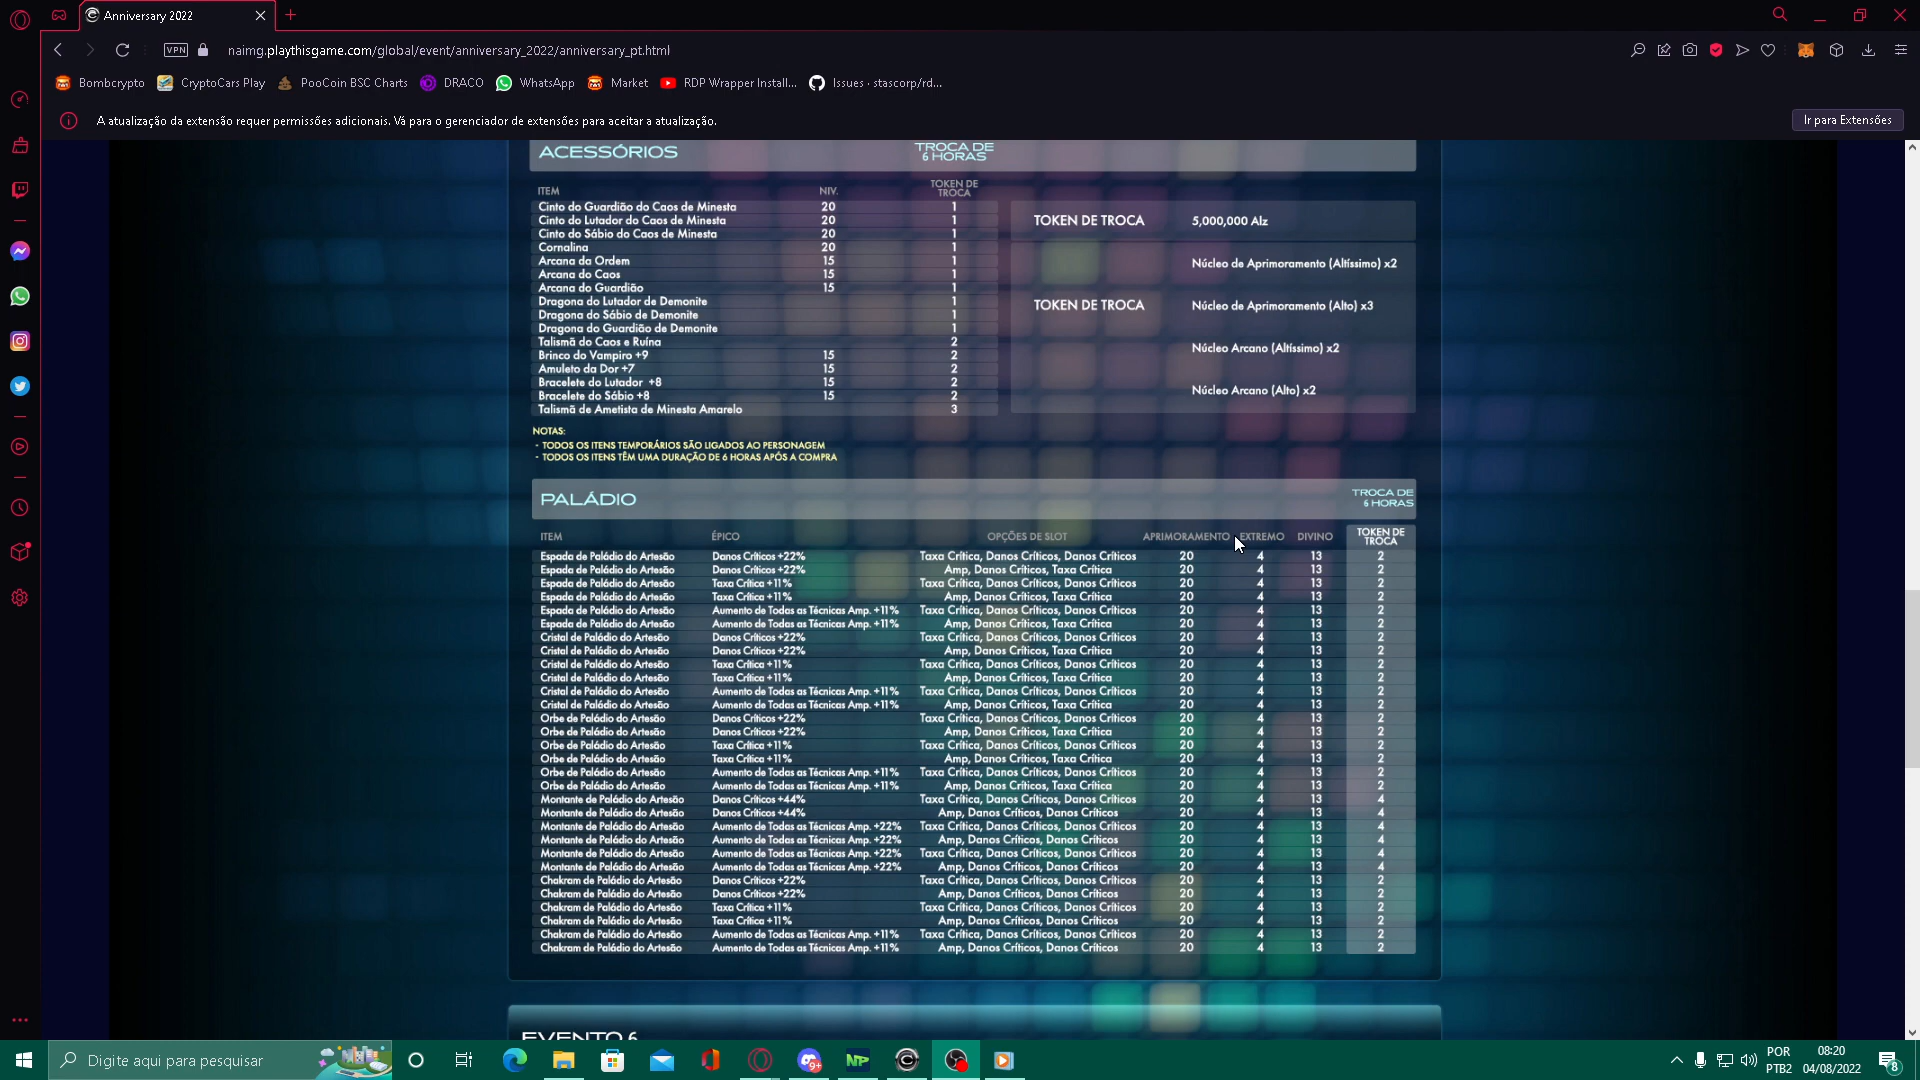 Anniversary 2022
VPN
naimg.playthisgame.com/global/event/anniversary_2022/anniversary_pt.html
Bombcrypto CryptoCars Play PooCoin BSC Charts DRACO WhatsApp Market RDP Wrapper Install... Issues · stascorp/rd...
A atualização da extensão requer permissões adicionais. Vá para o gerenciador de extensões para aceitar a atualização.
Ir para Extensões
ACESSÓRIOS TROCA DE
6 HORAS
ITEM NIV. TOKEN DE
TROCA
Cinto do Guardião do Caos de Minesta 20 1
Cinto do Lutador do Caos de Minesta 20 1
Cinto do Sábio do Caos de Minesta 20 1
Cornalina 20 1
Arcana da Ordem 15 1
Arcana do Caos 15 1
Arcana do Guardião 15 1
Dragona do Lutador de Demonite 1
Dragona do Sábio de Demonite 1
Dragona do Guardião de Demonite 1
Talismã do Caos e Ruína 2
Brinco do Vampiro +9 15 2
Amuleto da Dor +7 15 2
Bracelete do Lutador +8 15 2
Bracelete do Sábio +8 15 2
Talismã de Ametista de Minesta Amarelo 3
TOKEN DE TROCA 5,000,000 Alz
Núcleo de Aprimoramento (Altíssimo) x2
TOKEN DE TROCA Núcleo de Aprimoramento (Alto) x3
Núcleo Arcano (Altíssimo) x2
Núcleo Arcano (Alto) x2
NOTAS:
- TODOS OS ITENS TEMPORÁRIOS SÃO LIGADOS AO PERSONAGEM
- TODOS OS ITENS TÊM UMA DURAÇÃO DE 6 HORAS APÓS A COMPRA
PALÁDIO TROCA DE
6 HORAS
ITEM ÉPICO OPÇÕES DE SLOT APRIMORAMENTO EXTREMO DIVINO TOKEN DE
TROCA
Espada de Paládio do Artesão Danos Críticos +22% Taxa Crítica, Danos Críticos, Danos Críticos 20 4 13 2
Espada de Paládio do Artesão Danos Críticos +22% Amp, Danos Críticos, Taxa Crítica 20 4 13 2
Espada de Paládio do Artesão Taxa Crítica +11% Taxa Crítica, Danos Críticos, Danos Críticos 20 4 13 2
Espada de Paládio do Artesão Taxa Crítica +11% Amp, Danos Críticos, Taxa Crítica 20 4 13 2
Espada de Paládio do Artesão Aumento de Todas as Técnicas Amp. +11% Taxa Crítica, Danos Críticos, Danos Críticos 20 4 13 2
Espada de Paládio do Artesão Aumento de Todas as Técnicas Amp. +11% Amp, Danos Críticos, Taxa Crítica 20 4 13 2
Cristal de Paládio do Artesão Danos Críticos +22% Taxa Crítica, Danos Críticos, Danos Críticos 20 4 13 2
Cristal de Paládio do Artesão Danos Críticos +22% Amp, Danos Críticos, Taxa Crítica 20 4 13 2
Cristal de Paládio do Artesão Taxa Crítica +11% Taxa Crítica, Danos Críticos, Danos Críticos 20 4 13 2
Cristal de Paládio do Artesão Taxa Crítica +11% Amp, Danos Críticos, Taxa Crítica 20 4 13 2
Cristal de Paládio do Artesão Aumento de Todas as Técnicas Amp. +11% Taxa Crítica, Danos Críticos, Danos Críticos 20 4 13 2
Cristal de Paládio do Artesão Aumento de Todas as Técnicas Amp. +11% Amp, Danos Críticos, Taxa Crítica 20 4 13 2
Orbe de Paládio do Artesão Danos Críticos +22% Taxa Crítica, Danos Críticos, Danos Críticos 20 4 13 2
Orbe de Paládio do Artesão Danos Críticos +22% Amp, Danos Críticos, Taxa Crítica 20 4 13 2
Orbe de Paládio do Artesão Taxa Crítica +11% Taxa Crítica, Danos Críticos, Danos Críticos 20 4 13 2
Orbe de Paládio do Artesão Taxa Crítica +11% Amp, Danos Críticos, Taxa Crítica 20 4 13 2
Orbe de Paládio do Artesão Aumento de Todas as Técnicas Amp. +11% Taxa Crítica, Danos Críticos, Danos Críticos 20 4 13 2
Orbe de Paládio do Artesão Aumento de Todas as Técnicas Amp. +11% Amp, Danos Críticos, Taxa Crítica 20 4 13 2
Montante de Paládio do Artesão Danos Críticos +44% Taxa Crítica, Danos Críticos, Danos Críticos 20 4 13 4
Montante de Paládio do Artesão Danos Críticos +44% Amp, Danos Críticos, Danos Críticos 20 4 13 4
Montante de Paládio do Artesão Aumento de Todas as Técnicas Amp. +22% Taxa Crítica, Danos Críticos, Danos Críticos 20 4 13 4
Montante de Paládio do Artesão Aumento de Todas as Técnicas Amp. +22% Amp, Danos Críticos, Danos Críticos 20 4 13 4
Montante de Paládio do Artesão Aumento de Todas as Técnicas Amp. +22% Taxa Crítica, Danos Críticos, Danos Críticos 20 4 13 4
Montante de Paládio do Artesão Aumento de Todas as Técnicas Amp. +22% Amp, Danos Críticos, Danos Críticos 20 4 13 4
Chakram de Paládio do Artesão Danos Críticos +22% Taxa Crítica, Danos Críticos, Danos Críticos 20 4 13 2
Chakram de Paládio do Artesão Danos Críticos +22% Amp, Danos Críticos, Danos Críticos 20 4 13 2
Chakram de Paládio do Artesão Taxa Crítica +11% Taxa Crítica, Danos Críticos, Danos Críticos 20 4 13 2
Chakram de Paládio do Artesão Taxa Crítica +11% Amp, Danos Críticos, Danos Críticos 20 4 13 2
Chakram de Paládio do Artesão Aumento de Todas as Técnicas Amp. +11% Taxa Crítica, Danos Críticos, Danos Críticos 20 4 13 2
Chakram de Paládio do Artesão Aumento de Todas as Técnicas Amp. +11% Amp, Danos Críticos, Danos Críticos 20 4 13 2
EVENTO 6
Digite aqui para pesquisar
9+
NP
POR
PTB2
08:20
04/08/2022
8